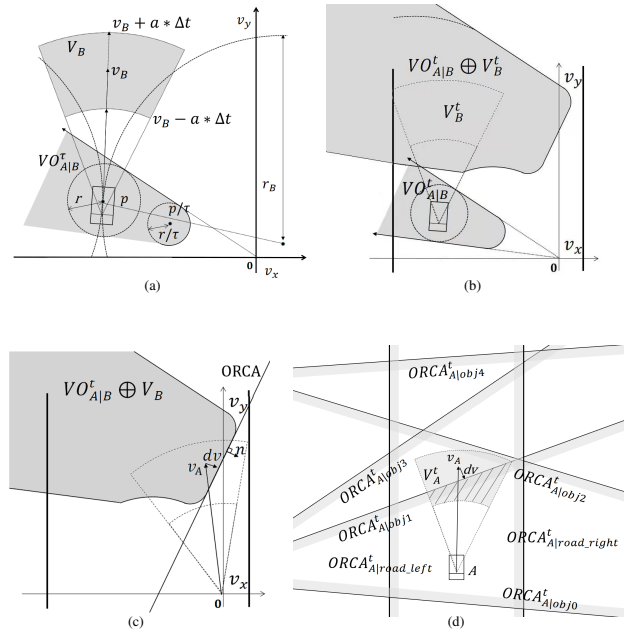 v_y
v_B + a * Δt
V_B
v_B
v_B − a * Δt
VO^τ_{A|B}
r_B
r
p
p/τ
r/τ
0
v_x
(a)
VO^t_{A|B} ⊕ V^t_B
v_y
V^t_B
VO^t_{A|B}
v_x
0
(b)
ORCA
VO^t_{A|B} ⊕ V_B
v_y
n
dv
v_A
v_x
0
(c)
ORCA^t_{A|obj4}
v_A
dv
V^t_A
ORCA^t_{A|obj3}
ORCA^t_{A|obj2}
ORCA^t_{A|obj1}
ORCA^t_{A|road_right}
ORCA^t_{A|road_left}
A
ORCA^t_{A|obj0}
(d)